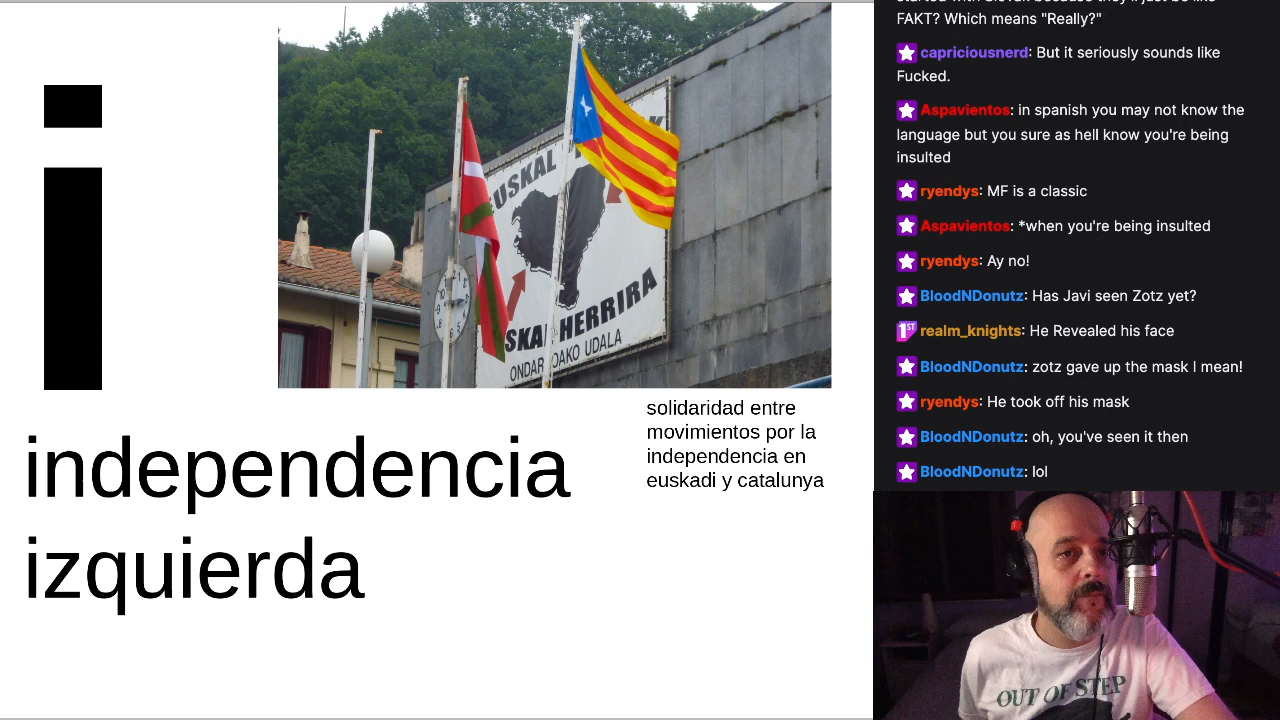 i
EUSKAL
EUSKAL HERRIRA
ONDARROAKO UDALA
solidaridad entre
movimientos por la
independencia en
euskadi y catalunya
independencia
izquierda
FAKT? Which means "Really?"
capriciousnerd: But it seriously sounds like
Fucked.
Aspavientos: in spanish you may not know the
language but you sure as hell know you're being
insulted
ryendys: MF is a classic
Aspavientos: *when you're being insulted
ryendys: Ay no!
BloodNDonutz: Has Javi seen Zotz yet?
1ST realm_knights: He Revealed his face
BloodNDonutz: zotz gave up the mask I mean!
ryendys: He took off his mask
BloodNDonutz: oh, you've seen it then
BloodNDonutz: lol
OUT OF STEP